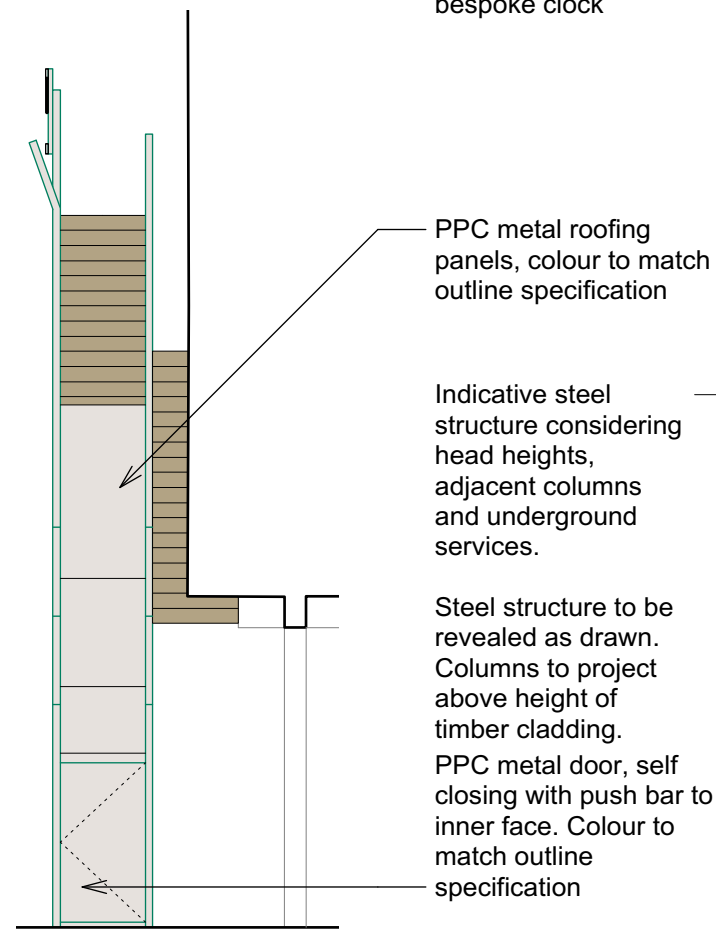 bespoke clock
PPC metal roofing
panels, colour to match
outline specification
Indicative steel
structure considering
head heights,
adjacent columns
and underground
services.
Steel structure to be
revealed as drawn.
Columns to project
above height of
timber cladding.
PPC metal door, self
closing with push bar to
inner face. Colour to
match outline
specification